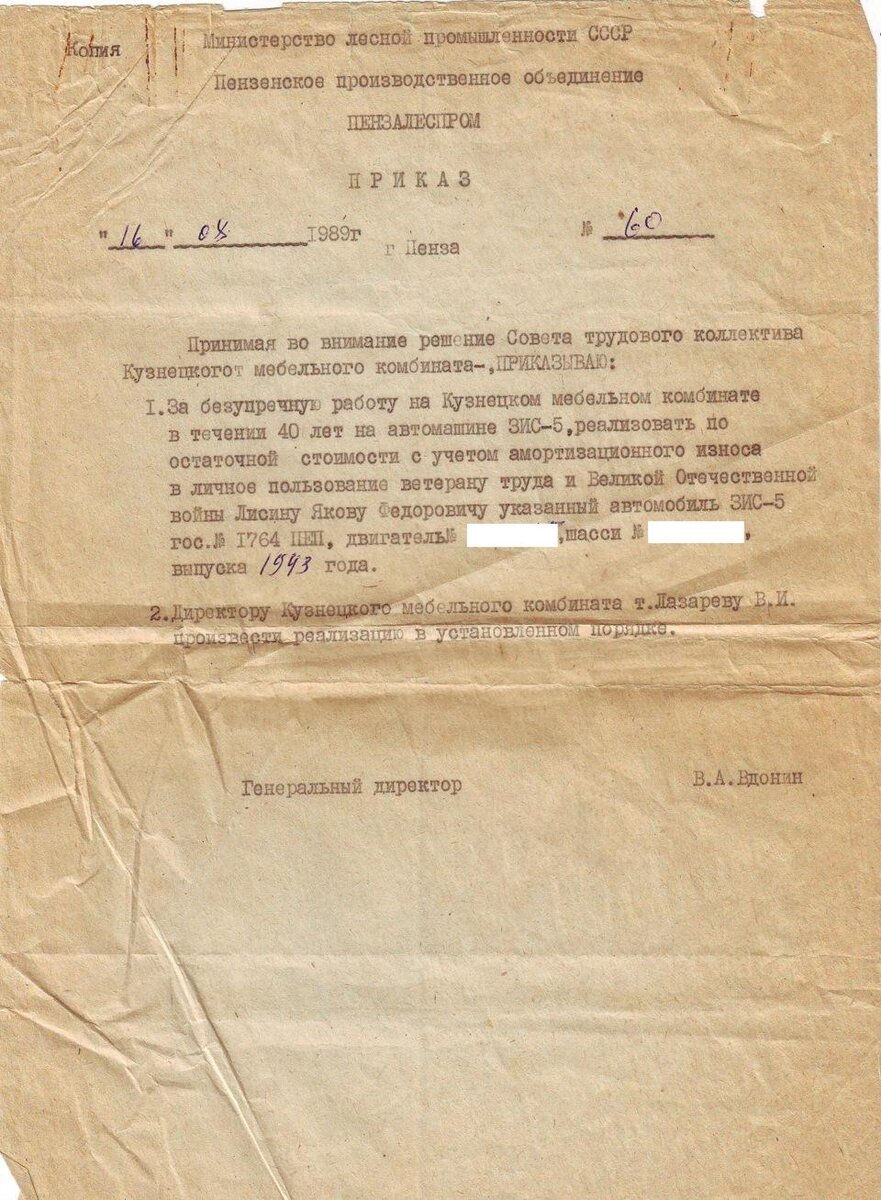 Копия
Министерство лесной промышленности СССР
Пензенское производственное объединение
ПЕНЗАЛЕСПРОМ
П Р И К А З
"16" 08 1989г
№ 60
г Пенза
Принимая во внимание решение Совета трудового коллектива
Кузнецкогот мебельного комбината-,ПРИКАЗЫВАЮ:
1.За безупречную работу на Кузнецком мебельном комбинате
в течении 40 лет на автомашине ЗИС-5,реализовать по
остаточной стоимости с учетом амортизационного износа
в личное пользование ветерану труда и Великой Отечественной
войны Лисину Якову Федоровичу указанный автомобиль ЗИС-5
гос.№ 1764 ПЕП, двигатель№ ,шасси № ,
выпуска 1943 года.
2.Директору Кузнецкого мебельного комбината т.Лазареву В.И.
произвести реализацию в установленном порядке.
Генеральный директор
В.А.Вдонин